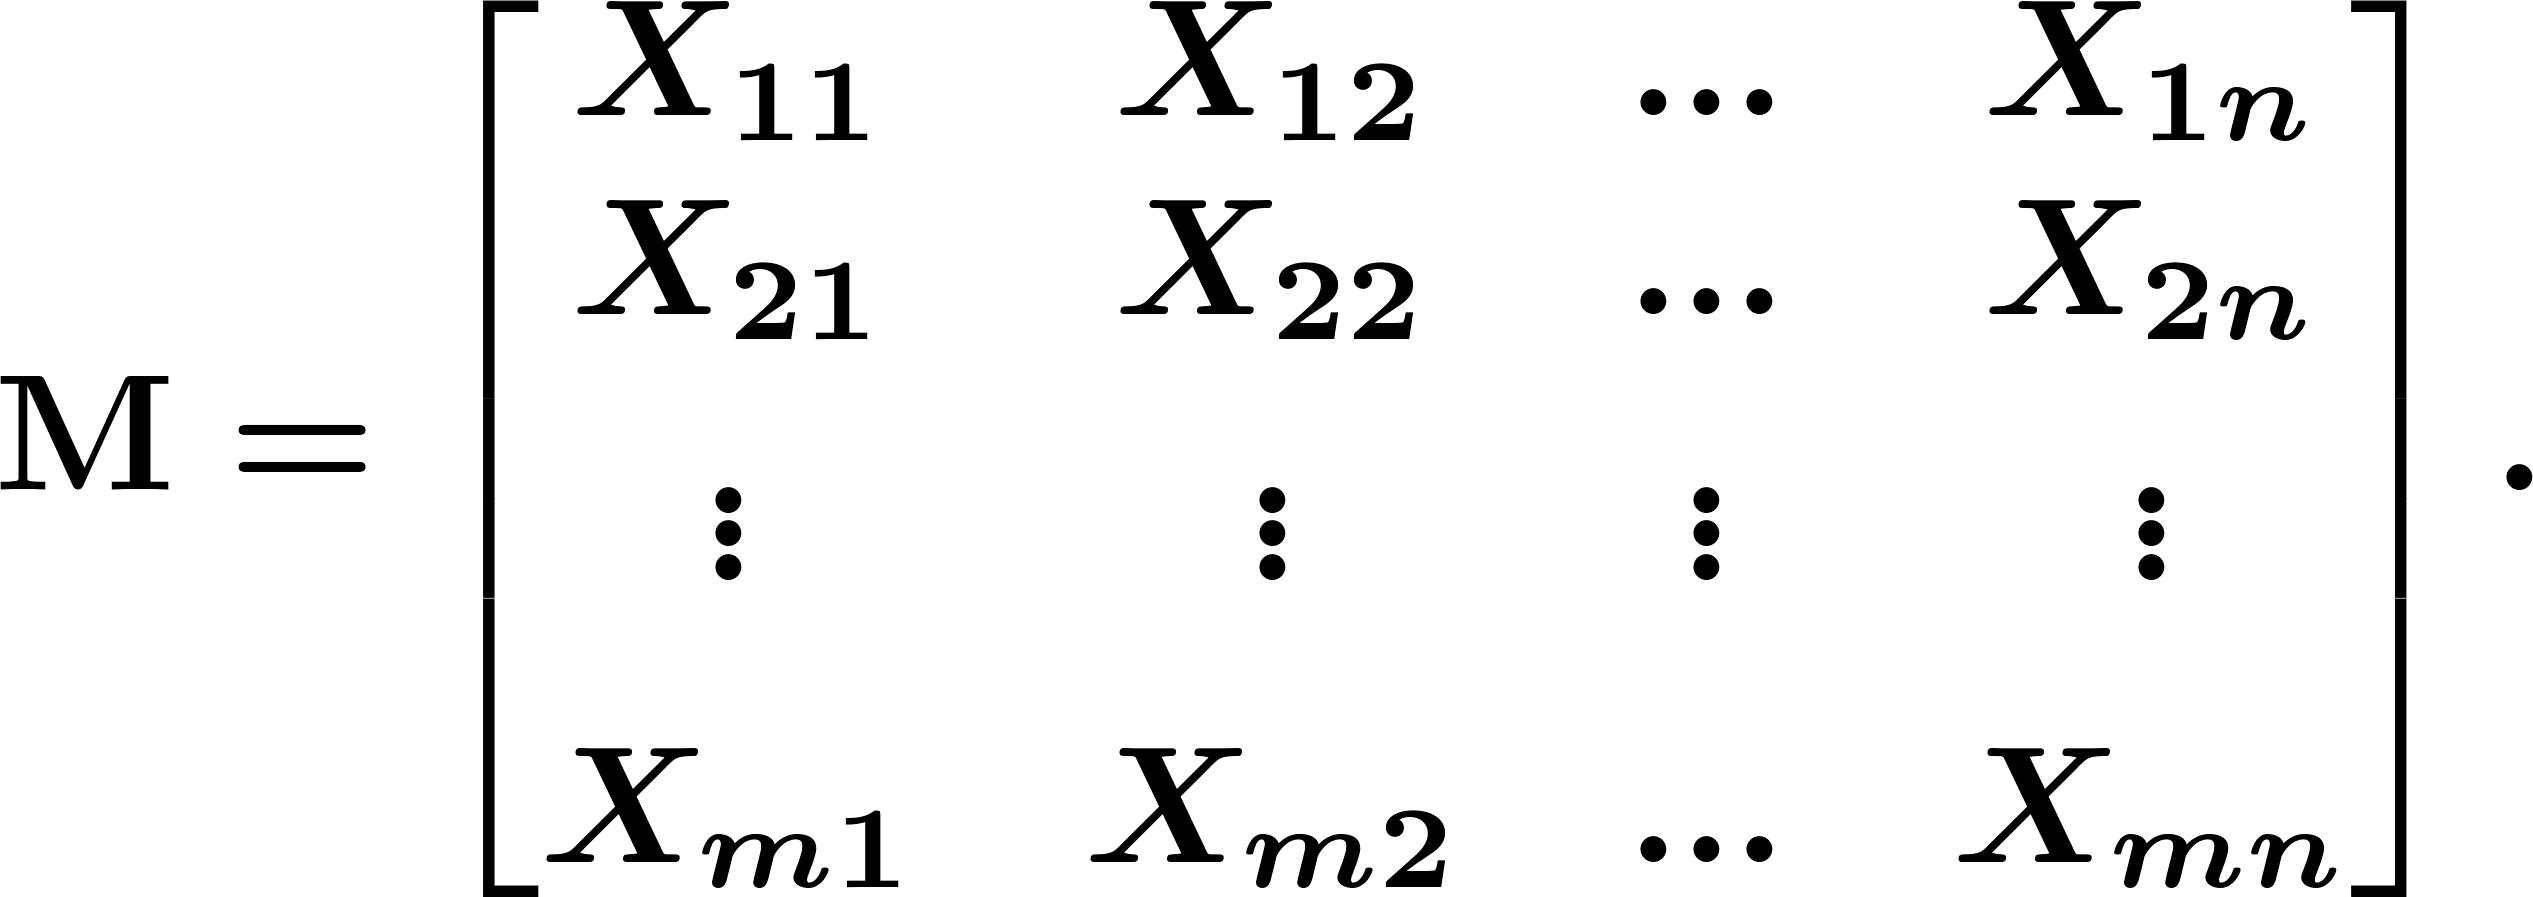 X₁₁ X₁₂ ... X₁ₙ
X₂₁ X₂₂ ... X₂ₙ
M = [ ⋮ ⋮ ⋮ ⋮ ] .
Xₘ₁ Xₘ₂ ... Xₘₙ